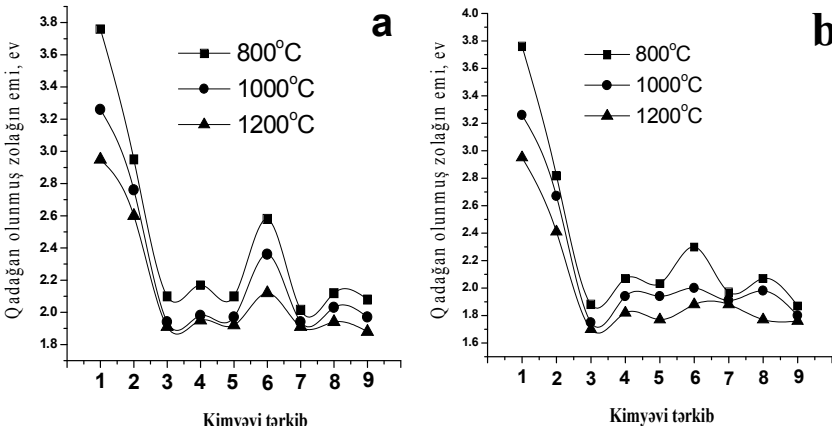 a
800°C
1000°C
1200°C
Qadağan olunmuş zolağın emi, ev
3.8
3.6
3.4
3.2
3.0
2.8
2.6
2.4
2.2
2.0
1.8
1 2 3 4 5 6 7 8 9
Kimyəvi tərkib
b
800°C
1000°C
1200°C
Qadağan olunmuş zolağın emi, ev
4.0
3.8
3.6
3.4
3.2
3.0
2.8
2.6
2.4
2.2
2.0
1.8
1.6
1 2 3 4 5 6 7 8 9
Kimyəvi tərkib